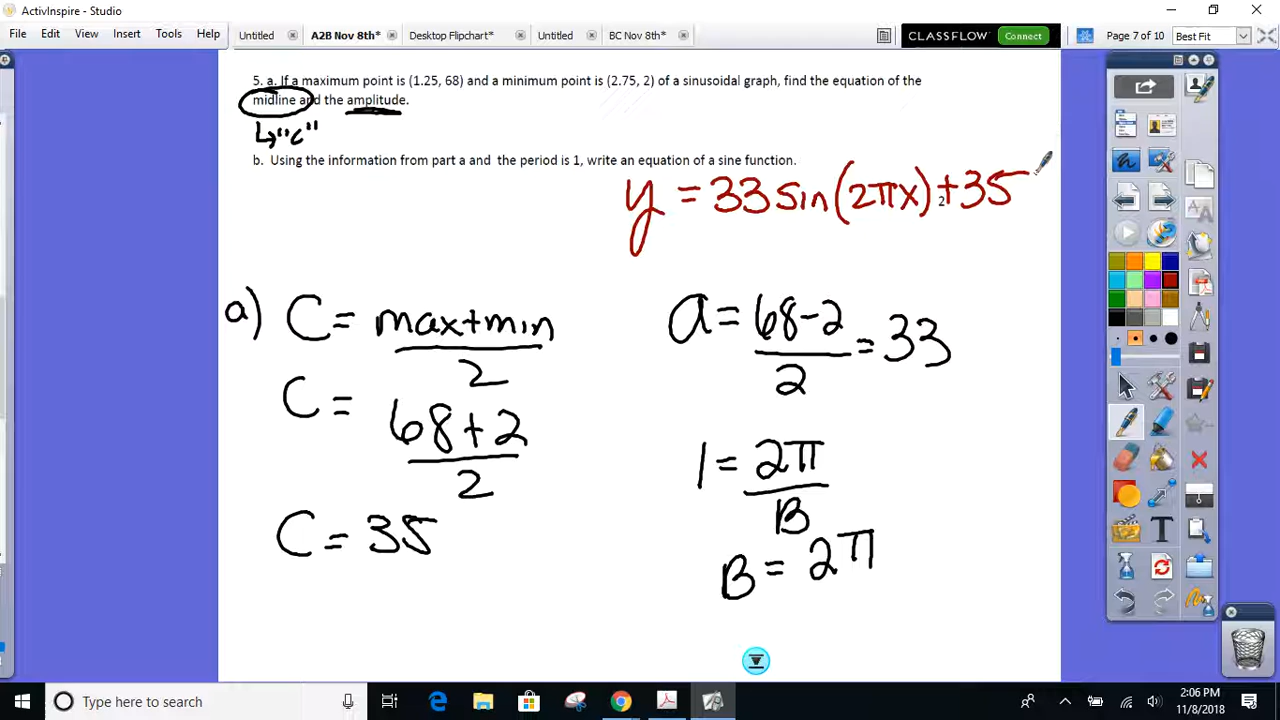 ActivInspire - Studio
File Edit View Insert Tools Help
Untitled A2B Nov 8th* Desktop Flipchart* Untitled BC Nov 8th*
CLASSFLOW Connect
Page 7 of 10 Best Fit
5. a. If a maximum point is (1.25, 68) and a minimum point is (2.75, 2) of a sinusoidal graph, find the equation of the
midline and the amplitude.
↳"c"
b. Using the information from part a and the period is 1, write an equation of a sine function.
y = 33 sin(2πx) + 35
2
a) C = max+min
2
C = 68 + 2
2
C = 35
a = 68 - 2
2
= 33
1 = 2π
B
B = 2π
Type here to search
2:06 PM
11/8/2018